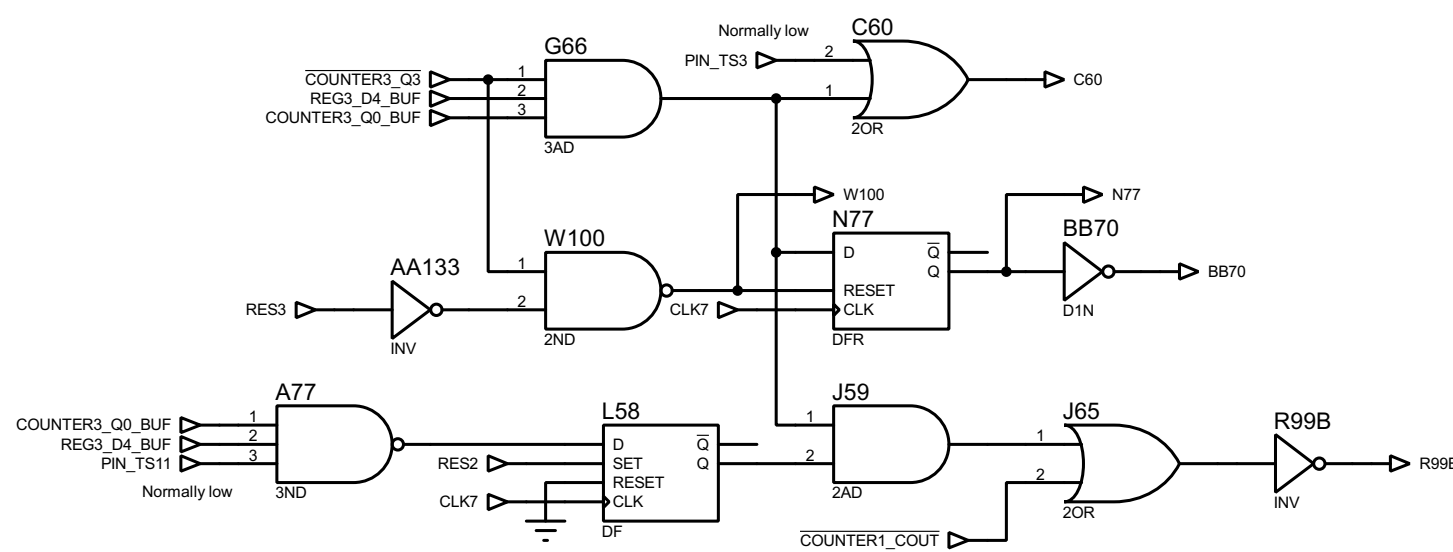 Normally low
C60
G66
PIN_TS3
2
COUNTER3_Q3
1
C60
REG3_D4_BUF
2
1
COUNTER3_Q0_BUF
3
2OR
3AD
W100
N77
N77
W100
BB70
D
Q
AA133
1
Q
BB70
RESET
RES3
2
CLK7
CLK
D1N
2ND
DFR
INV
A77
J59
L58
J65
R99B
COUNTER3_Q0_BUF
1
1
REG3_D4_BUF
2
D
Q
1
PIN_TS11
3
RES2
SET
Q
2
R99B
Normally low
RESET
2
3ND
2AD
CLK7
CLK
2OR
INV
DF
COUNTER1_COUT